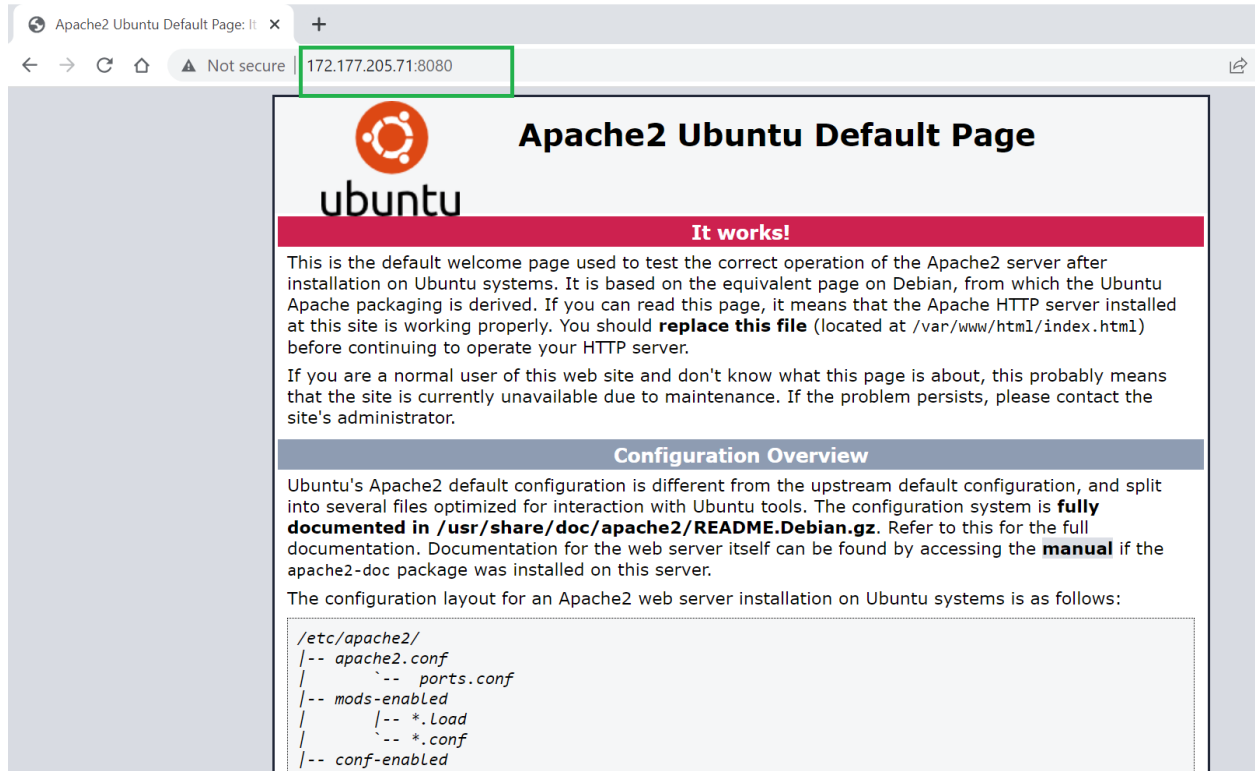 Apache2 Ubuntu Default Page: It
Not secure 172.177.205.71:8080
ubuntu
Apache2 Ubuntu Default Page
It works!
This is the default welcome page used to test the correct operation of the Apache2 server after
installation on Ubuntu systems. It is based on the equivalent page on Debian, from which the Ubuntu
Apache packaging is derived. If you can read this page, it means that the Apache HTTP server installed
at this site is working properly. You should replace this file (located at /var/www/html/index.html)
before continuing to operate your HTTP server.
If you are a normal user of this web site and don't know what this page is about, this probably means
that the site is currently unavailable due to maintenance. If the problem persists, please contact the
site's administrator.
Configuration Overview
Ubuntu's Apache2 default configuration is different from the upstream default configuration, and split
into several files optimized for interaction with Ubuntu tools. The configuration system is fully
documented in /usr/share/doc/apache2/README.Debian.gz. Refer to this for the full
documentation. Documentation for the web server itself can be found by accessing the manual if the
apache2-doc package was installed on this server.
The configuration layout for an Apache2 web server installation on Ubuntu systems is as follows:
/etc/apache2/
|-- apache2.conf
|       `--  ports.conf
|-- mods-enabled
|       |-- *.load
|       `-- *.conf
|-- conf-enabled